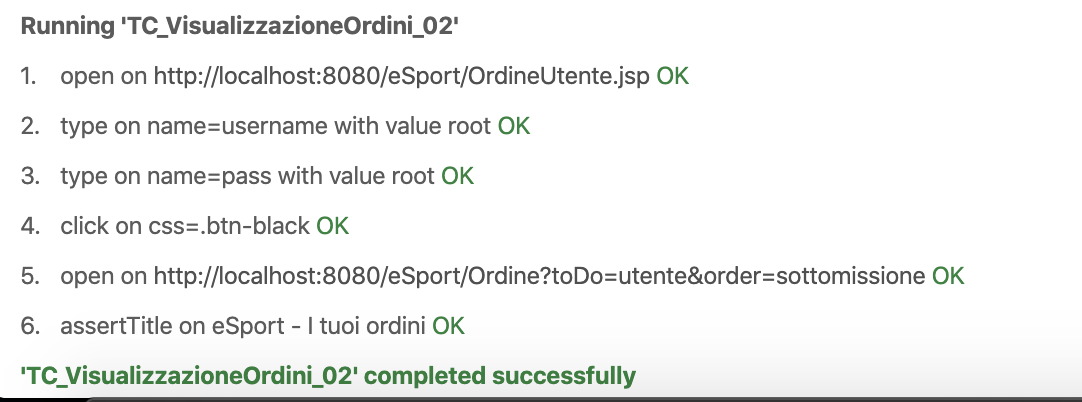 Running 'TC_VisualizzazioneOrdini_02'
1. open on http://localhost:8080/eSport/OrdineUtente.jsp OK
2. type on name=username with value root OK
3. type on name=pass with value root OK
4. click on css=.btn-black OK
5. open on http://localhost:8080/eSport/Ordine?toDo=utente&order=sottomissione OK
6. assertTitle on eSport - I tuoi ordini OK
'TC_VisualizzazioneOrdini_02' completed successfully